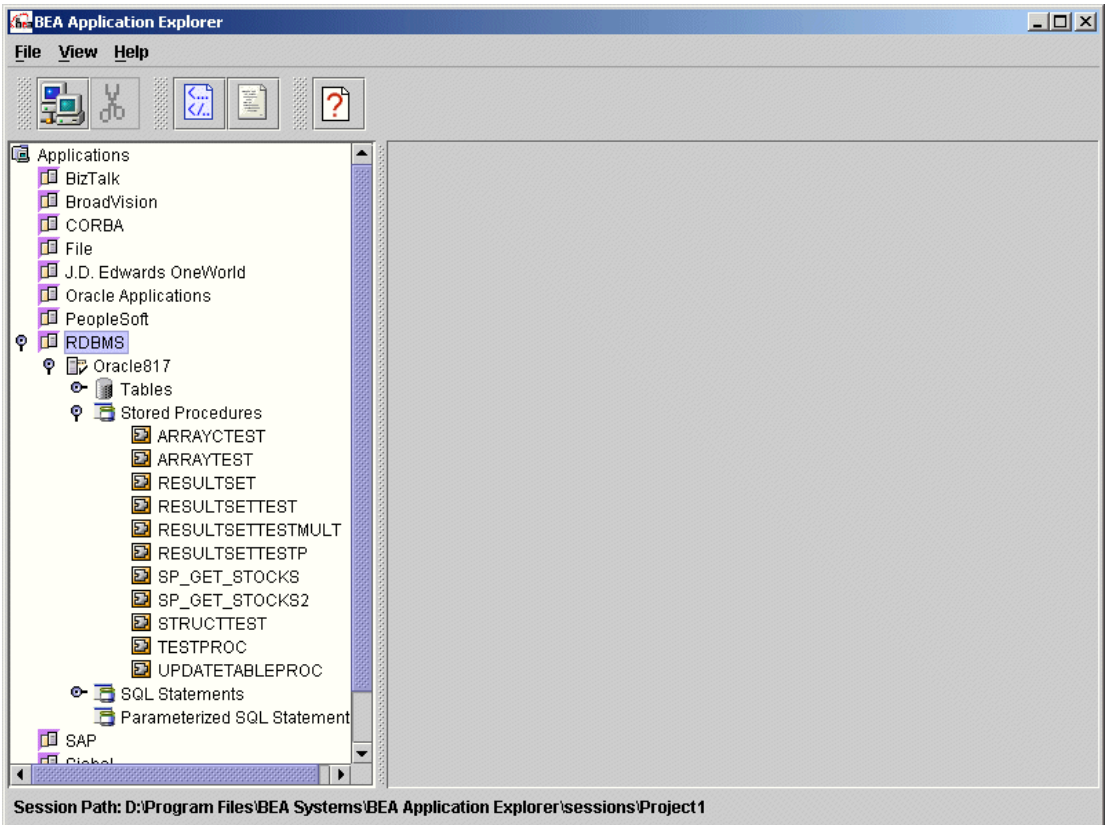 bea BEA Application Explorer
File View Help
Applications
BizTalk
BroadVision
CORBA
File
J.D. Edwards OneWorld
Oracle Applications
PeopleSoft
RDBMS
Oracle817
Tables
Stored Procedures
ARRAYCTEST
ARRAYTEST
RESULTSET
RESULTSETTEST
RESULTSETTESTMULT
RESULTSETTESTP
SP_GET_STOCKS
SP_GET_STOCKS2
STRUCTTEST
TESTPROC
UPDATETABLEPROC
SQL Statements
Parameterized SQL Statement
SAP
Session Path: D:\Program Files\BEA Systems\BEA Application Explorer\sessions\Project1